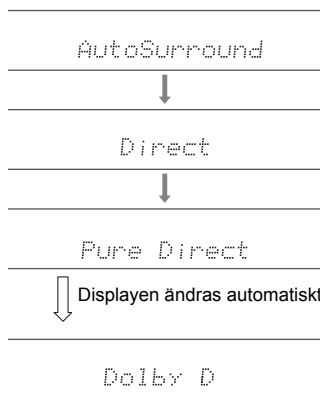 AutoSurround
Direct
Pure Direct
Displayen ändras automatiskt
Dolby D